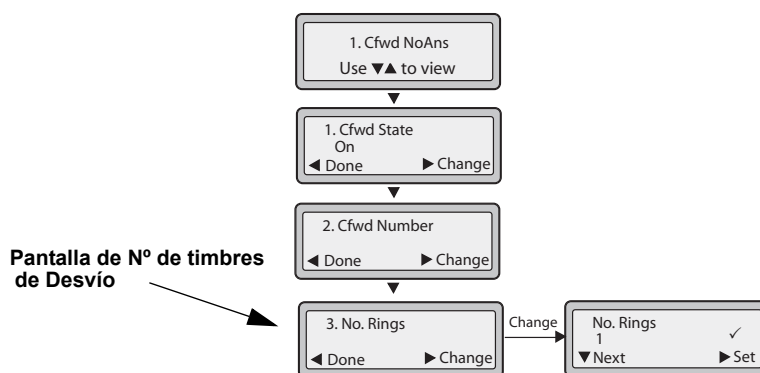 1. Cfwd NoAns
Use ▼▲ to view
▼
1. Cfwd State
On
◀ Done ▶ Change
▼
2. Cfwd Number
◀ Done ▶ Change
▼
Pantalla de Nº de timbres
de Desvío
3. No. Rings
◀ Done ▶ Change
Change
No. Rings
1 ✓
▼Next ▶ Set